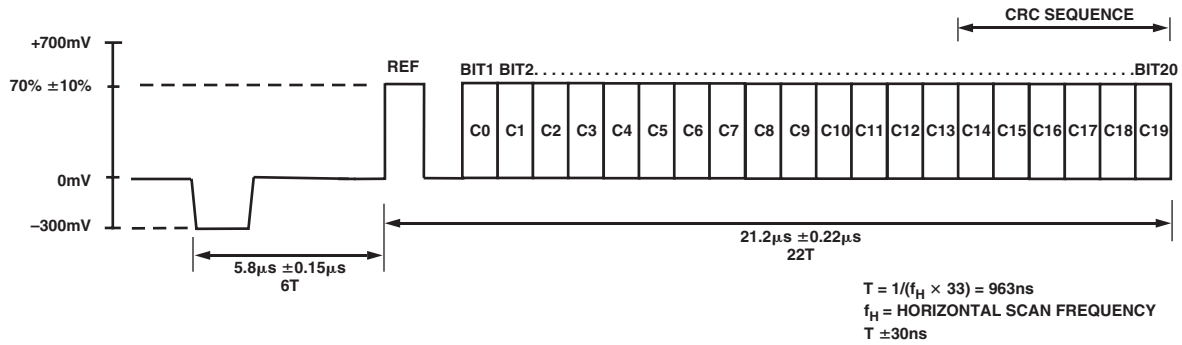 CRC SEQUENCE
+700mV
REF
BIT1 BIT2. . . . . . . . . . . . . . . . . . . . . . . . . . . . . . . . . . . . . . . . . . . . . . . . . . . . . . . . . . . . . . . . . . . . . .BIT20
70% ±10%
C0 C1 C2 C3 C4 C5 C6 C7 C8 C9 C10 C11 C12 C13 C14 C15 C16 C17 C18 C19
0mV
–300mV
21.2μs ±0.22μs
22T
5.8μs ±0.15μs
6T
T = 1/(fH × 33) = 963ns
fH = HORIZONTAL SCAN FREQUENCY
T ±30ns